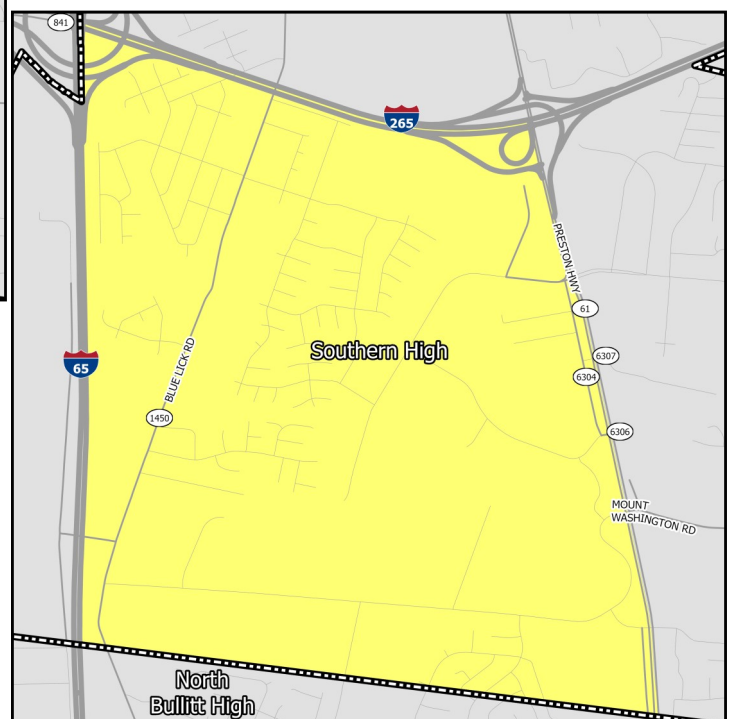 841
265
PRESTON HWY
61
Southern High
6307
65
BLUE LICK RD
6304
1450
6306
MOUNT
WASHINGTON RD
North
Bullitt High